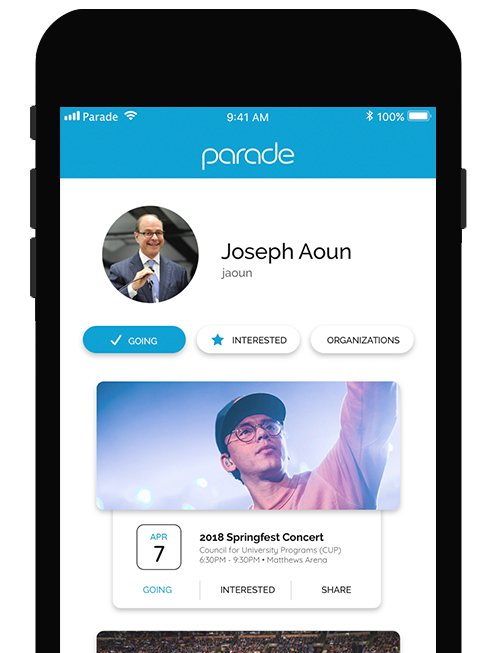 Parade 9:41 AM 100%
parade
Joseph Aoun
jaoun
GOING INTERESTED ORGANIZATIONS
APR
7
2018 Springfest Concert
Council for University Programs (CUP)
6:30PM - 9:30PM • Matthews Arena
GOING INTERESTED SHARE